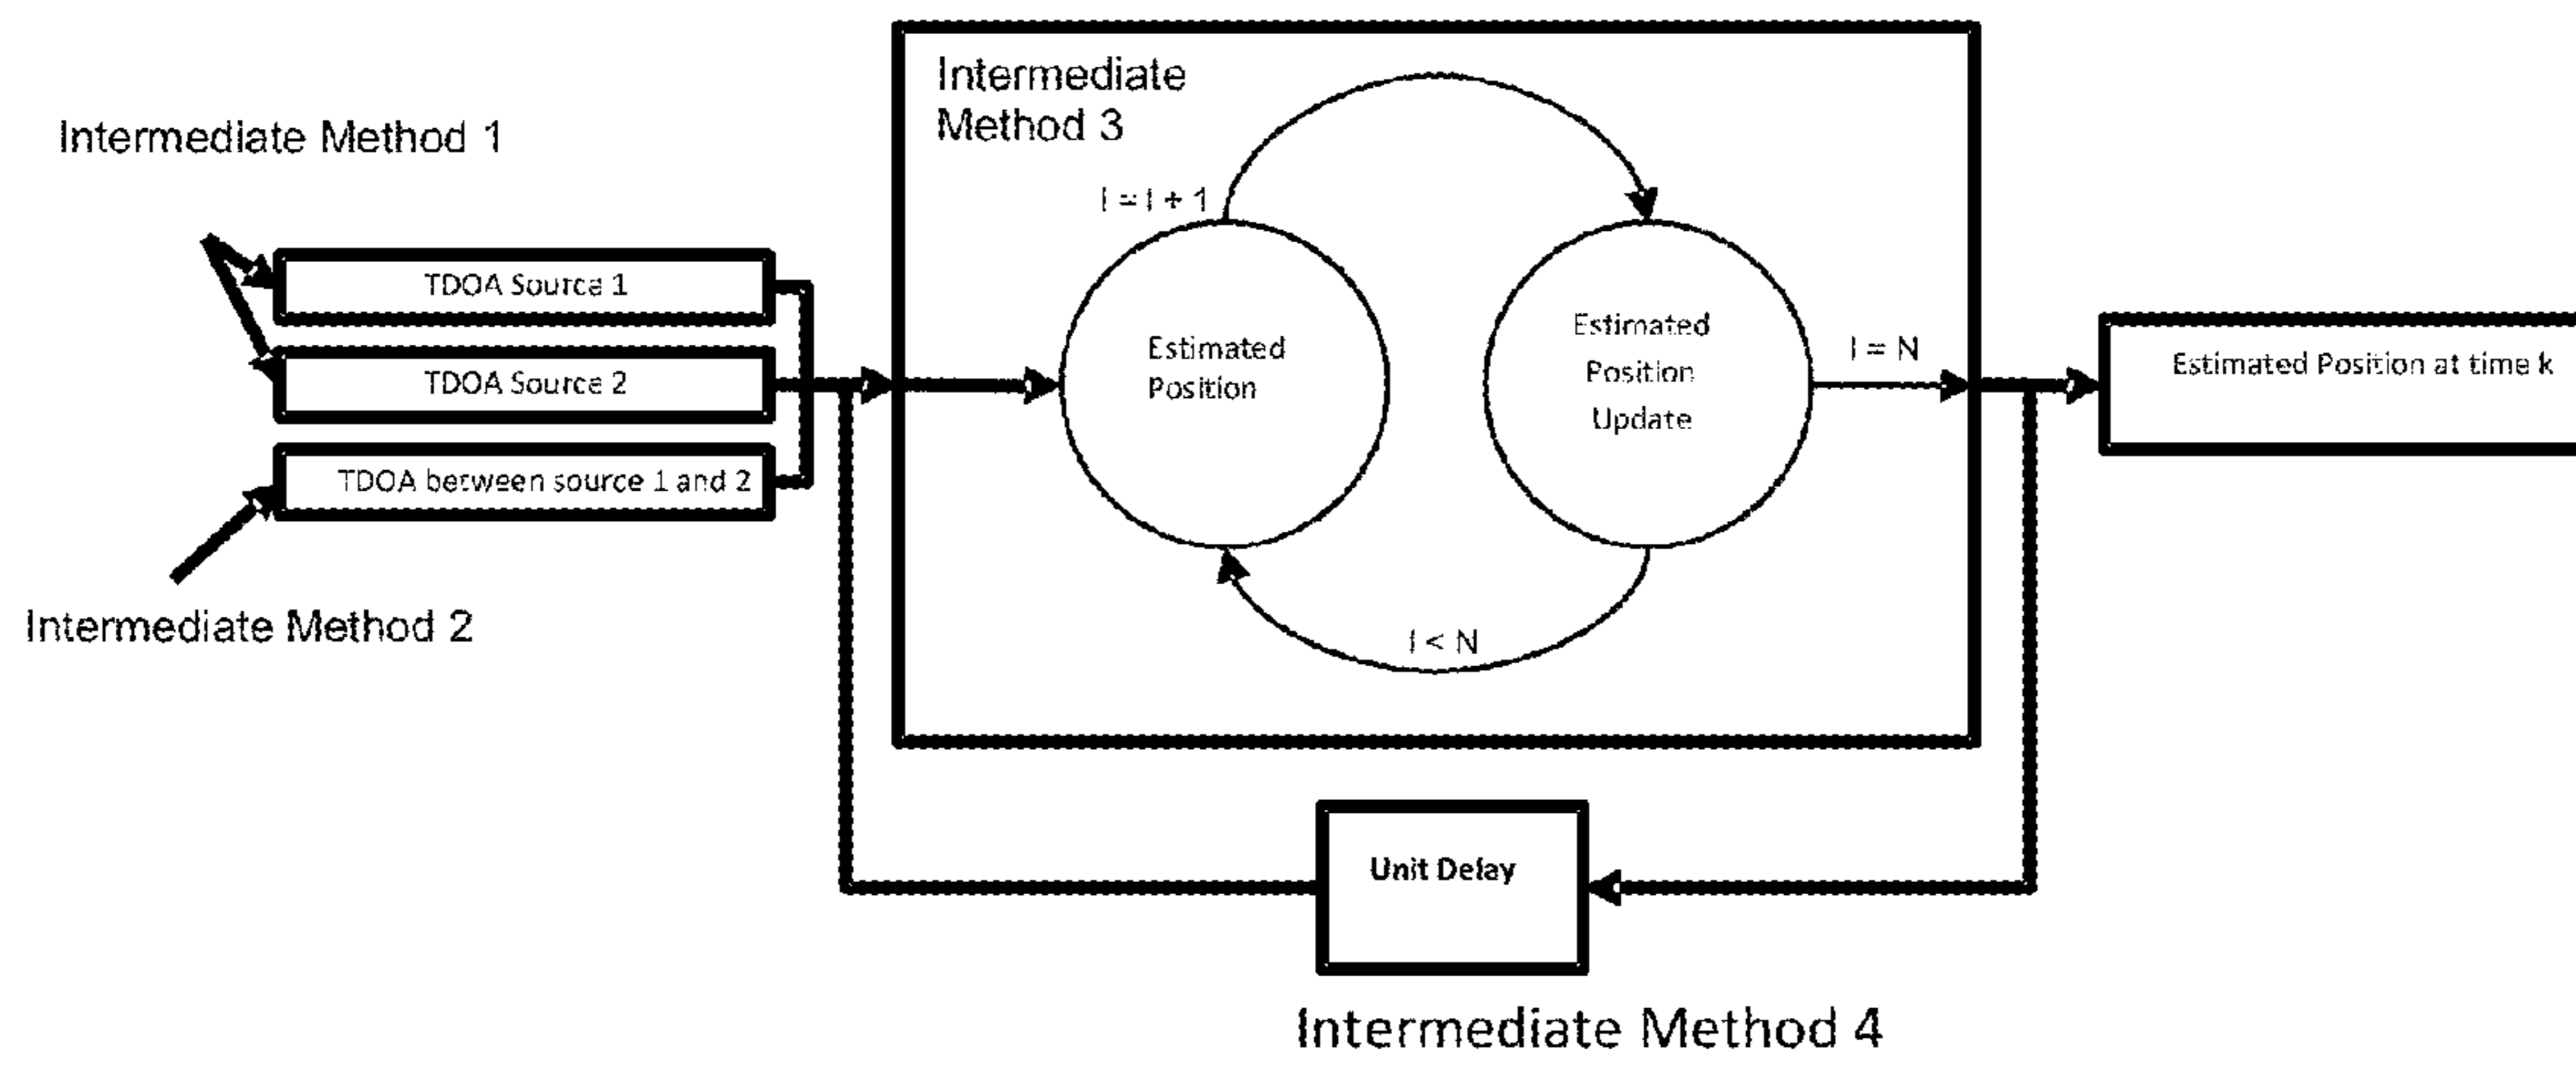 Intermediate Method 1
TDOA Source 1
TDOA Source 2
TDOA between source 1 and 2
Intermediate Method 2
Intermediate
Method 3
I = I + 1
Estimated
Position
Estimated
Position
Update
I < N
I = N
Estimated Position at time k
Unit Delay
Intermediate Method 4